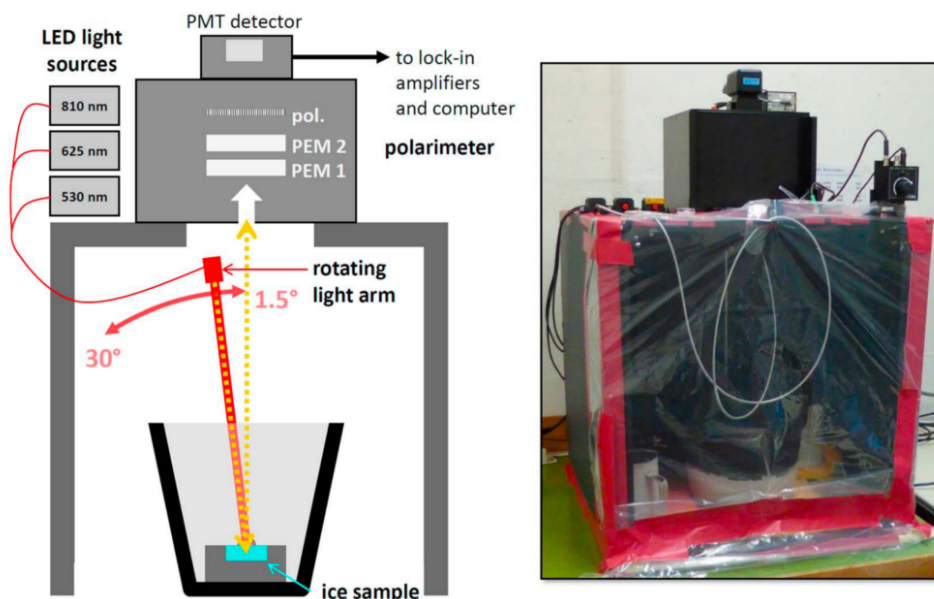 PMT detector
LED light
sources
to lock-in
amplifiers
and computer
810 nm
625 nm
530 nm
pol.
PEM 2
PEM 1
polarimeter
rotating
light arm
1.5°
30°
ice sample